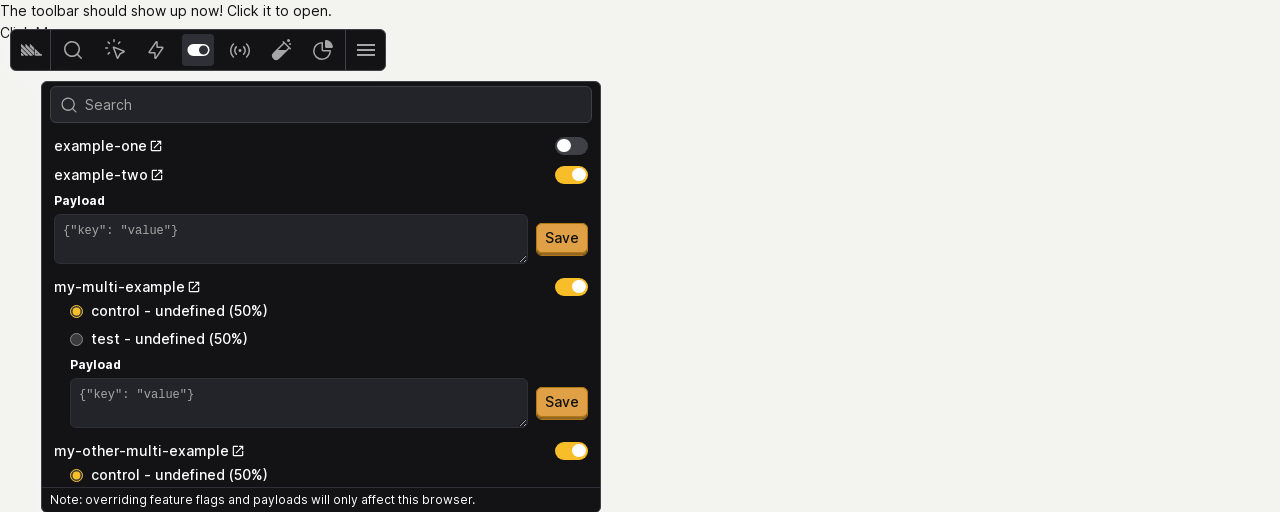 The toolbar should show up now! Click it to open.
Search
example-one
example-two
Payload
{"key": "value"}
Save
my-multi-example
control - undefined (50%)
test - undefined (50%)
Payload
{"key": "value"}
Save
my-other-multi-example
control - undefined (50%)
Note: overriding feature flags and payloads will only affect this browser.